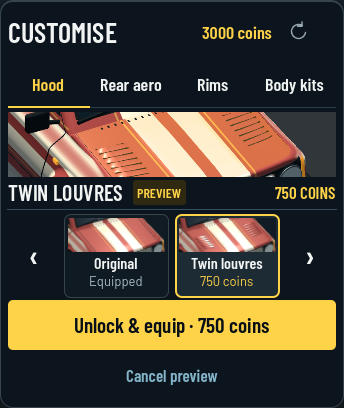 CUSTOMISE
3000 coins
Hood
Rear aero
Rims
Body kits
TWIN LOUVRES
PREVIEW
750 COINS
Original
Equipped
Twin louvres
750 coins
Unlock & equip · 750 coins
Cancel preview